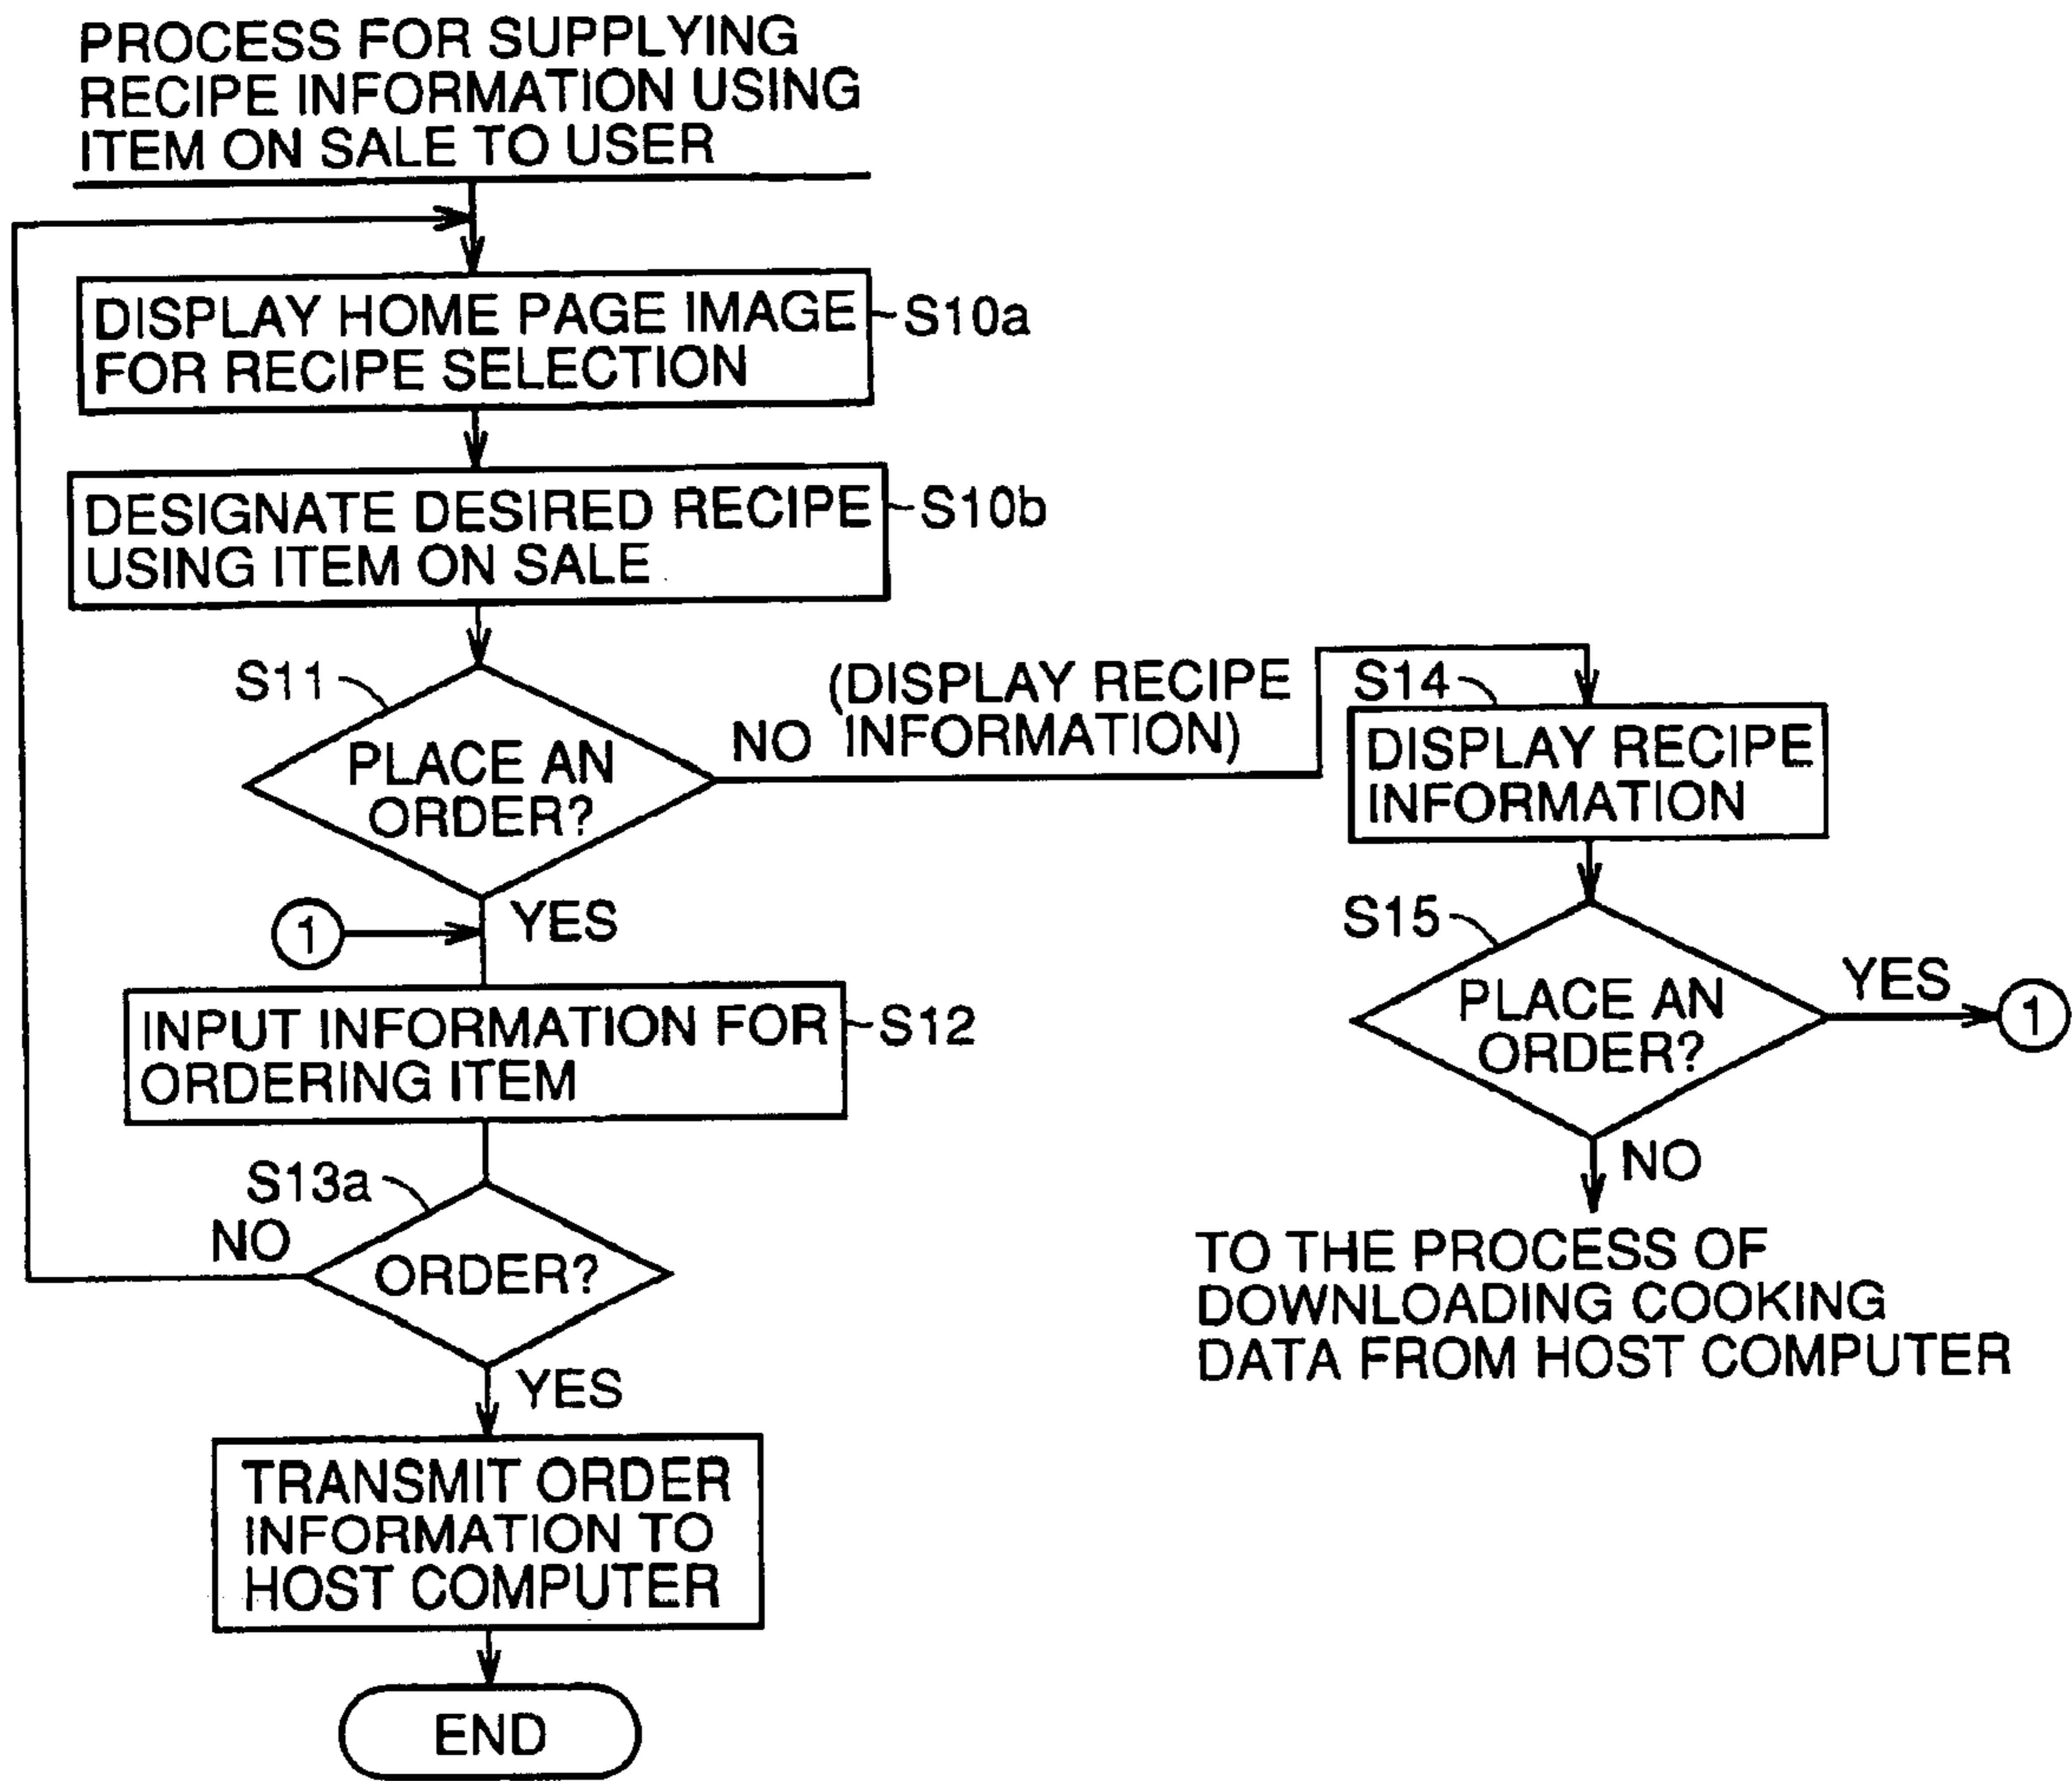 PROCESS FOR SUPPLYING
RECIPE INFORMATION USING
ITEM ON SALE TO USER
DISPLAY HOME PAGE IMAGE
FOR RECIPE SELECTION
S10a
DESIGNATE DESIRED RECIPE
USING ITEM ON SALE
S10b
S11
PLACE AN
ORDER?
NO
(DISPLAY RECIPE
INFORMATION)
S14
DISPLAY RECIPE
INFORMATION
1
YES
S15
PLACE AN
ORDER?
YES
1
INPUT INFORMATION FOR
ORDERING ITEM
S12
NO
TO THE PROCESS OF
DOWNLOADING COOKING
DATA FROM HOST COMPUTER
S13a
NO
ORDER?
YES
TRANSMIT ORDER
INFORMATION TO
HOST COMPUTER
END